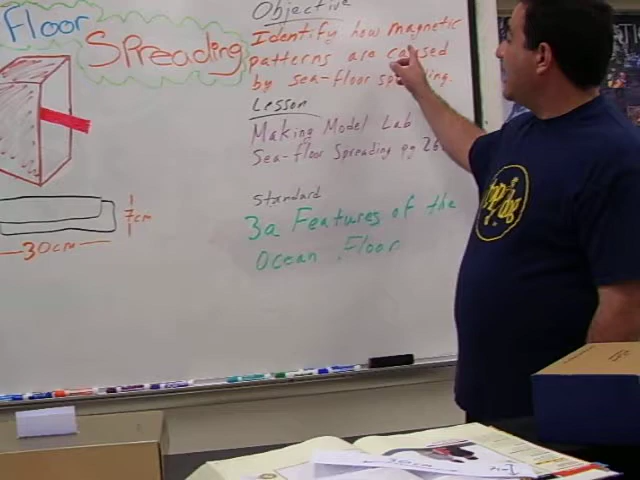 Floor
Spreading
Objective
Identify how magnetic
patterns are caused
by sea-floor spreading.
Lesson
Making Model Lab
Sea-floor Spreading pg 26
Standard
3a Features of the
Ocean Floor
7cm
30cm